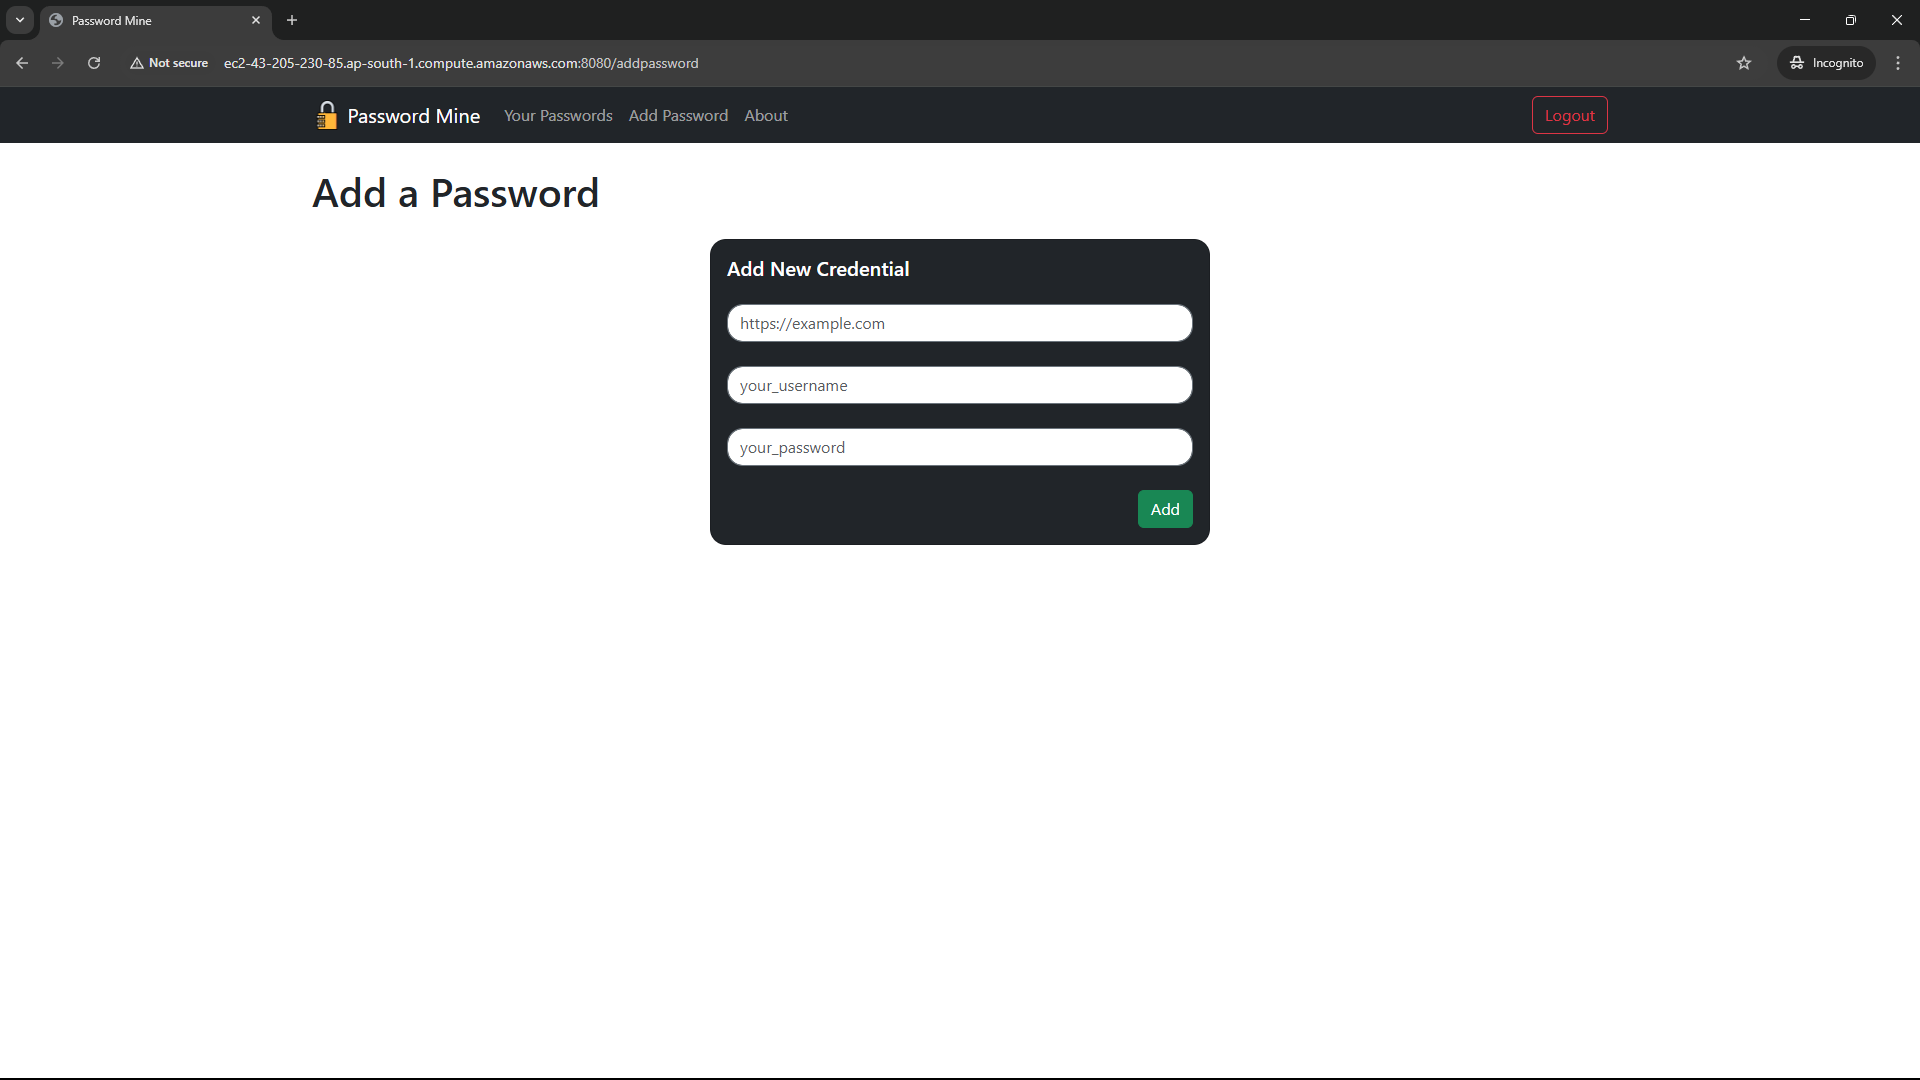 Password Mine
Not secure
ec2-43-205-230-85.ap-south-1.compute.amazonaws.com:8080/addpassword
Incognito
Password Mine
Your Passwords
Add Password
About
Logout
Add a Password
Add New Credential
https://example.com
your_username
your_password
Add